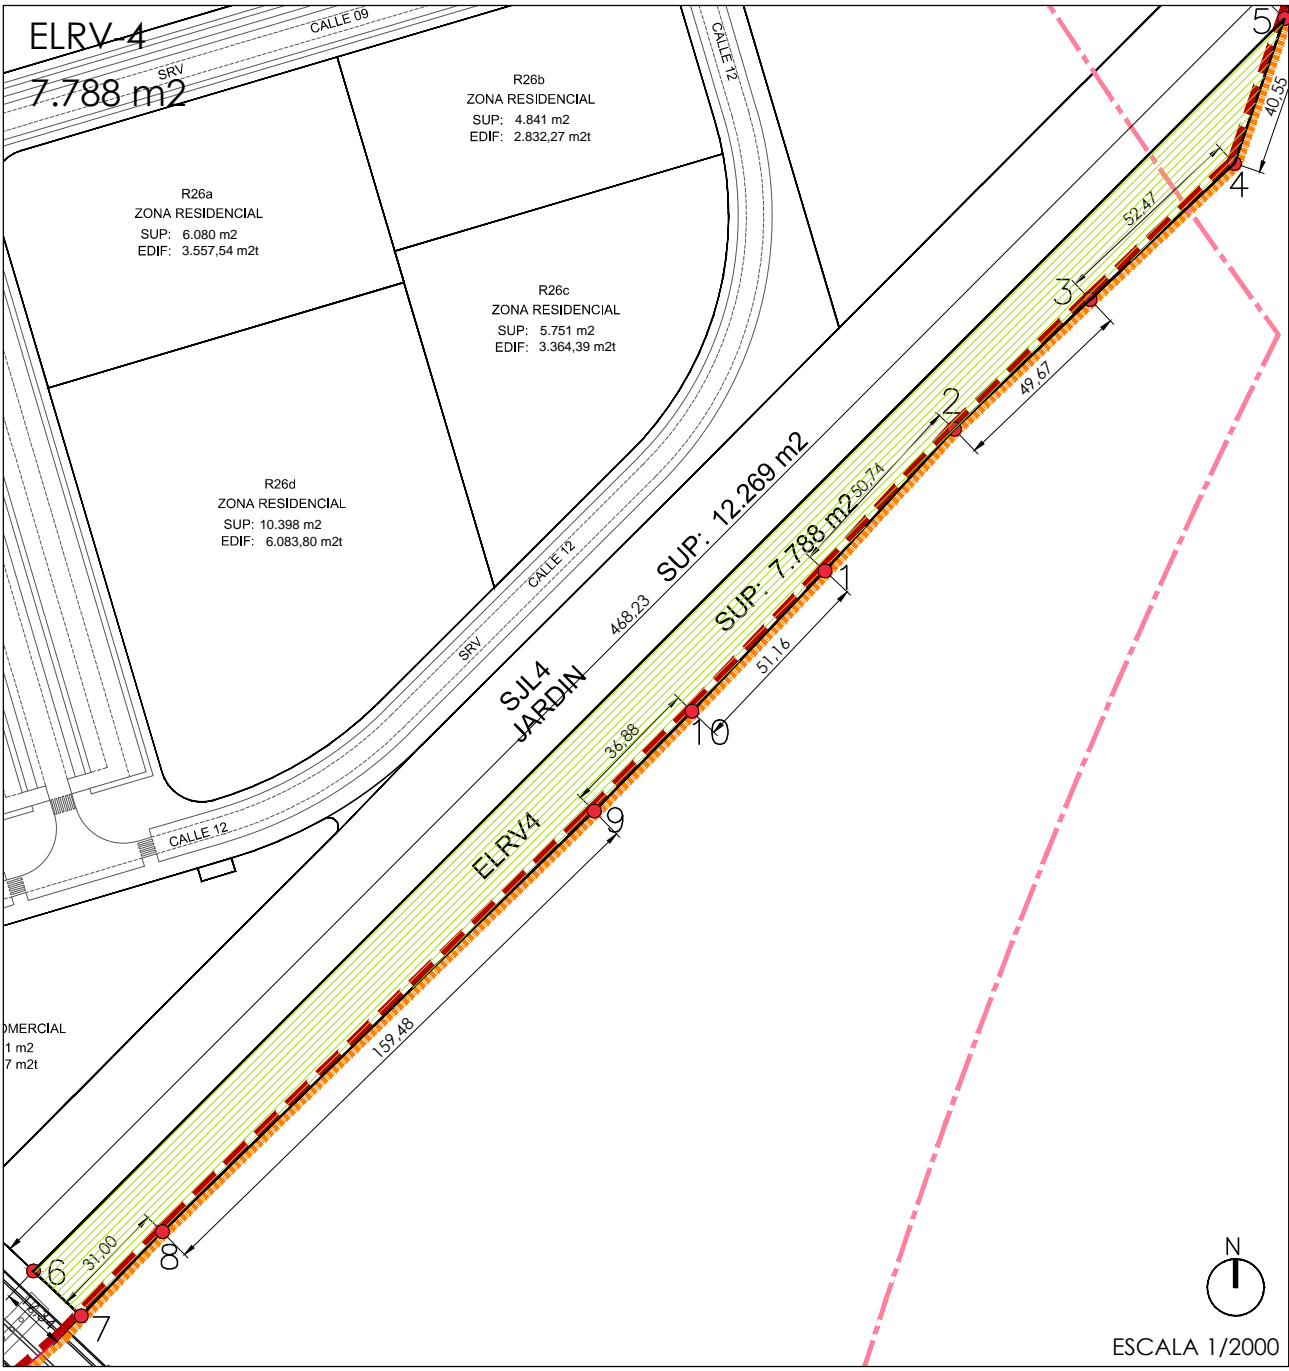 ELRV-4
7.788 m2
CALLE 09
SRV
CALLE 12
R26b
ZONA RESIDENCIAL
SUP: 4.841 m2
EDIF: 2.832,27 m2t
R26a
ZONA RESIDENCIAL
SUP: 6.080 m2
EDIF: 3.557,54 m2t
R26c
ZONA RESIDENCIAL
SUP: 5.751 m2
EDIF: 3.364,39 m2t
R26d
ZONA RESIDENCIAL
SUP: 10.398 m2
EDIF: 6.083,80 m2t
5
40,55
4
52,47
3
49,67
2
50,74
1
51,16
10
36,88
9
159,48
8
31,00
7
6
468,23
SUP: 12.269 m2
SUP: 7.788 m2
SJL4
JARDIN
ELRV4
CALLE 12
SRV
CALLE 12
OMERCIAL
1 m2
7 m2t
N
ESCALA 1/2000